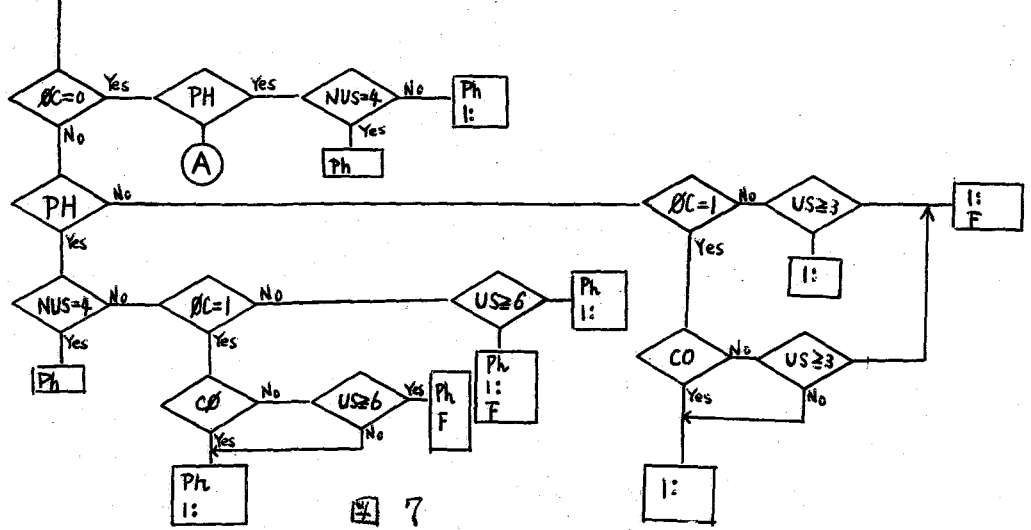 ØC=0
Yes
PH
Yes
NUS=4
No
Ph
1:
No
A
Yes
Ph
PH
No
ØC=1
No
US≧3
1:
F
Yes
Yes
1:
NUS=4
No
ØC=1
No
US≧6
Ph
1:
Yes
Ph
Yes
Ph
1:
F
CO
No
US≧3
Yes
No
CØ
No
US≧6
Yes
Ph
F
Yes
No
Ph
1:
1:
図 7